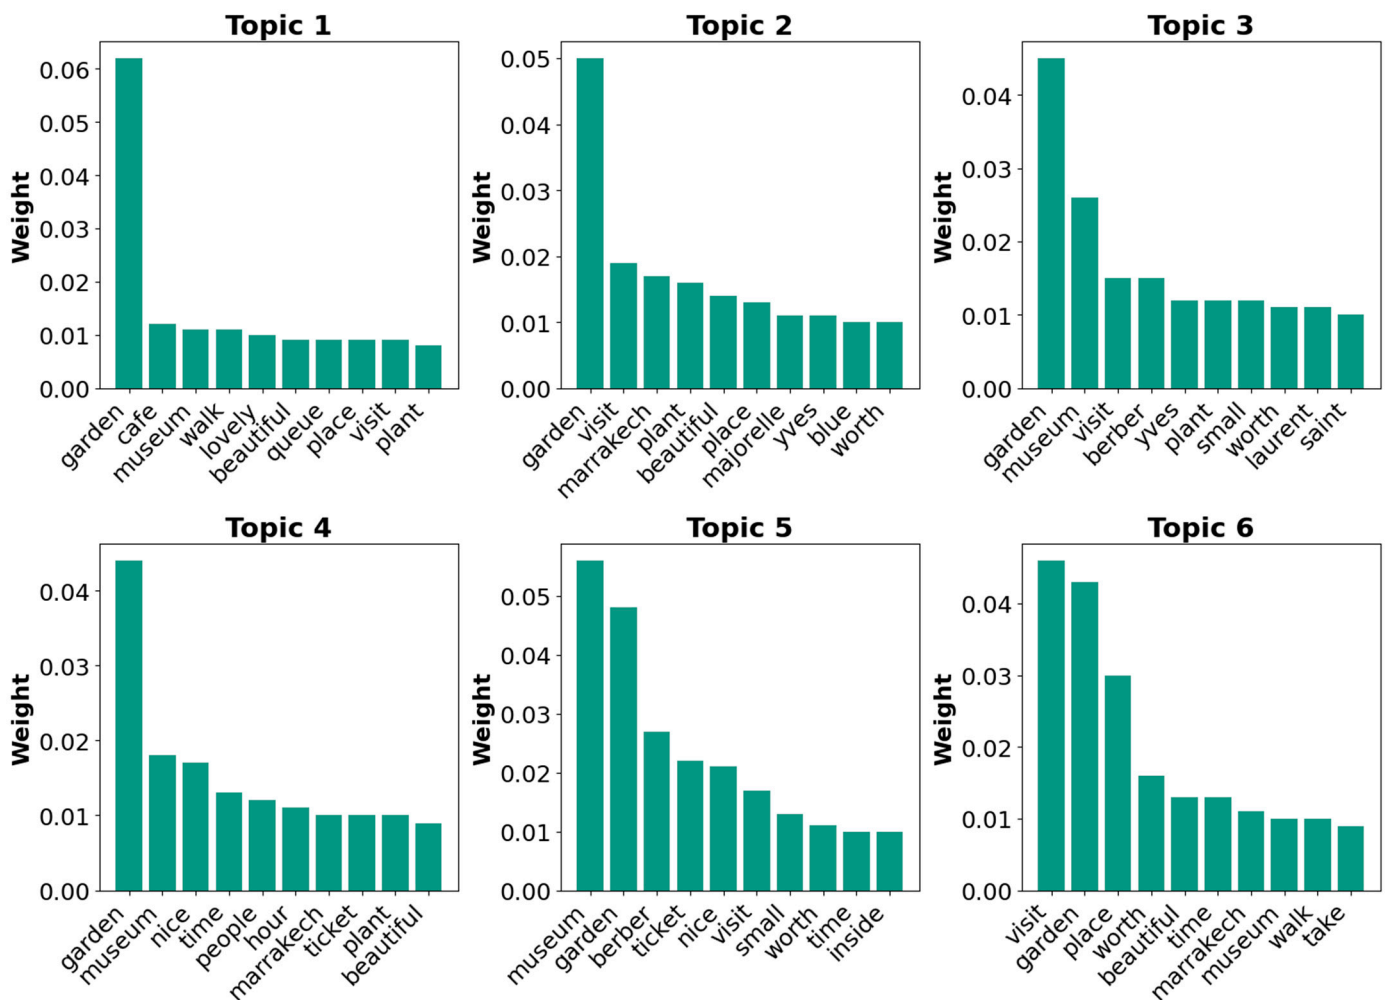 Topic 1
Topic 2
Topic 3
Weight
0.06
0.05
0.04
0.03
0.02
0.01
0.00
garden
cafe
museum
walk
lovely
beautiful
queue
place
visit
plant
Weight
0.05
0.04
0.03
0.02
0.01
0.00
garden
visit
marrakech
plant
beautiful
place
majorelle
yves
blue
worth
Weight
0.04
0.03
0.02
0.01
0.00
garden
museum
visit
berber
yves
plant
small
worth
laurent
saint
Topic 4
Topic 5
Topic 6
Weight
0.04
0.03
0.02
0.01
0.00
garden
museum
nice
time
people
hour
marrakech
ticket
plant
beautiful
Weight
0.05
0.04
0.03
0.02
0.01
0.00
museum
garden
berber
ticket
nice
visit
small
worth
time
inside
Weight
0.04
0.03
0.02
0.01
0.00
visit
garden
place
worth
beautiful
time
marrakech
museum
walk
take